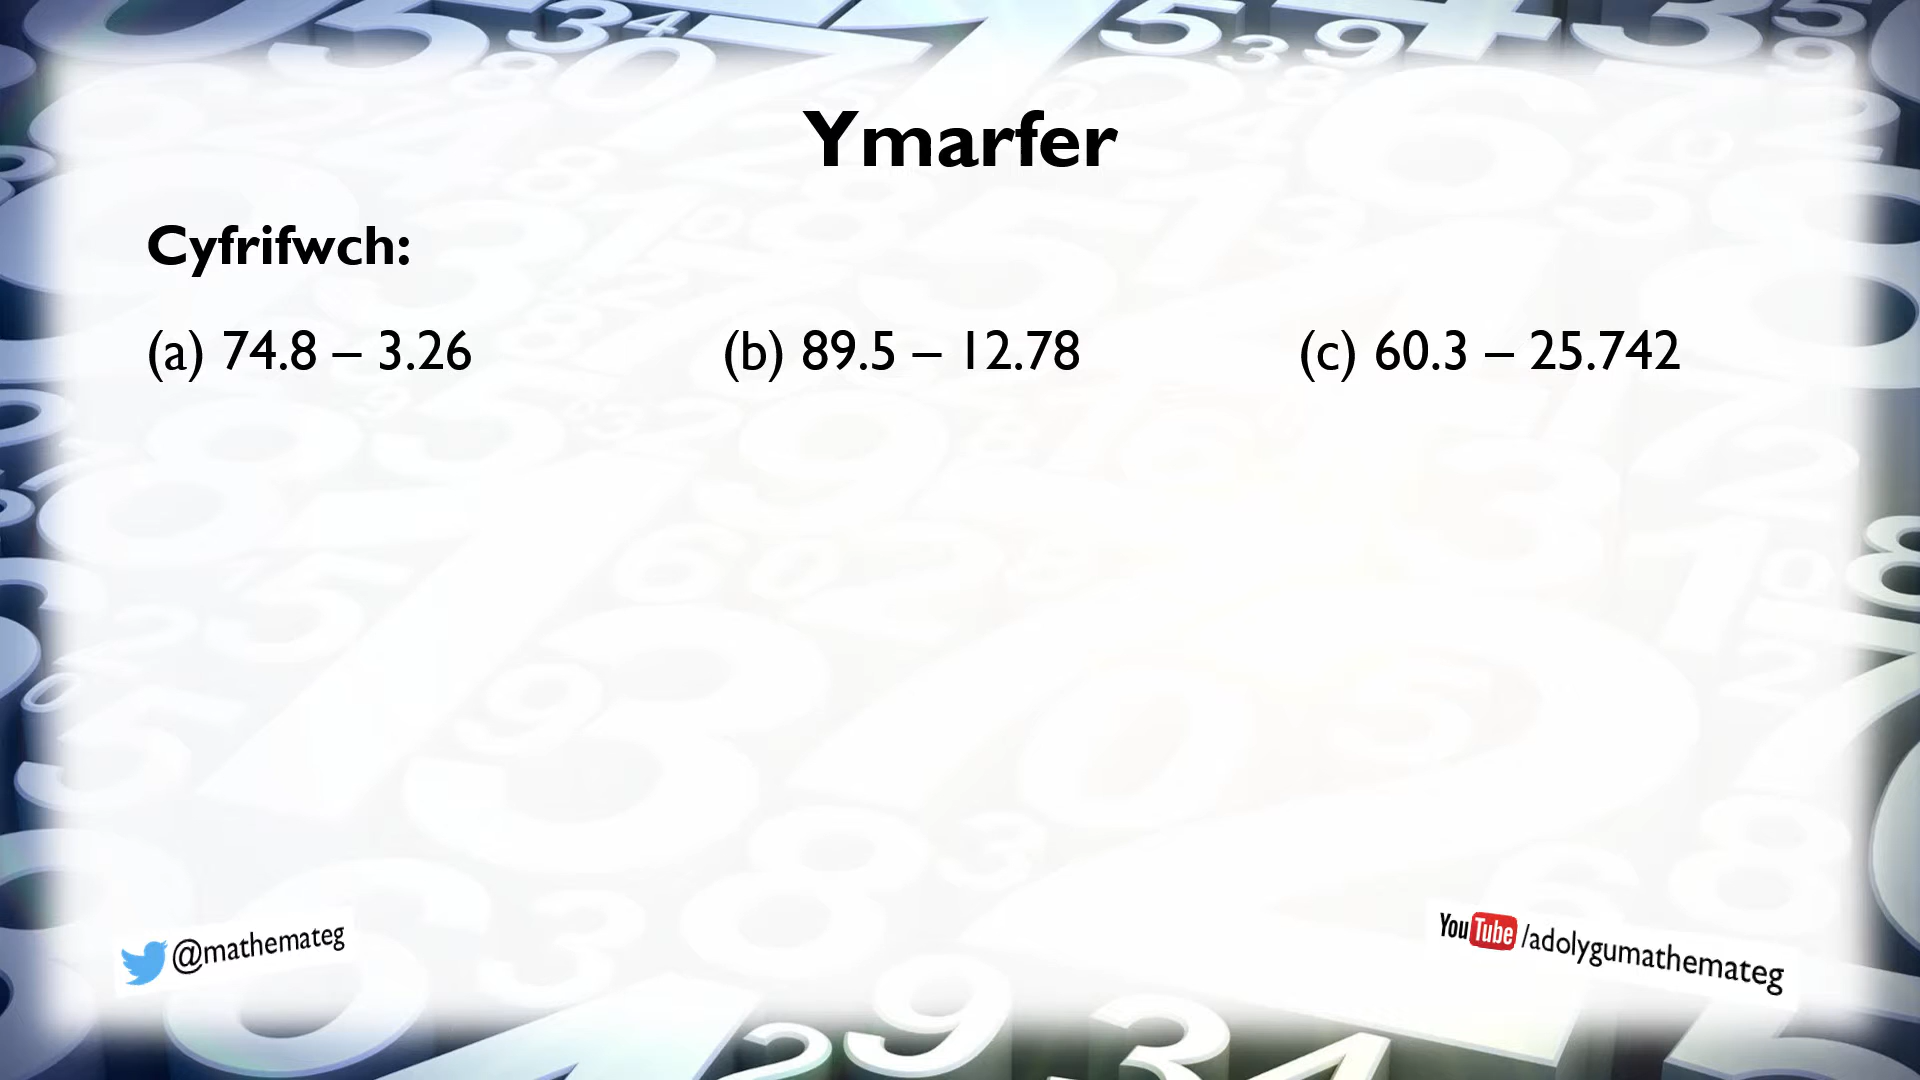 Ymarfer
Cyfrifwch:
(a) 74.8 – 3.26 (b) 89.5 – 12.78 (c) 60.3 – 25.742
@mathemateg
YouTube /adolygumathemateg